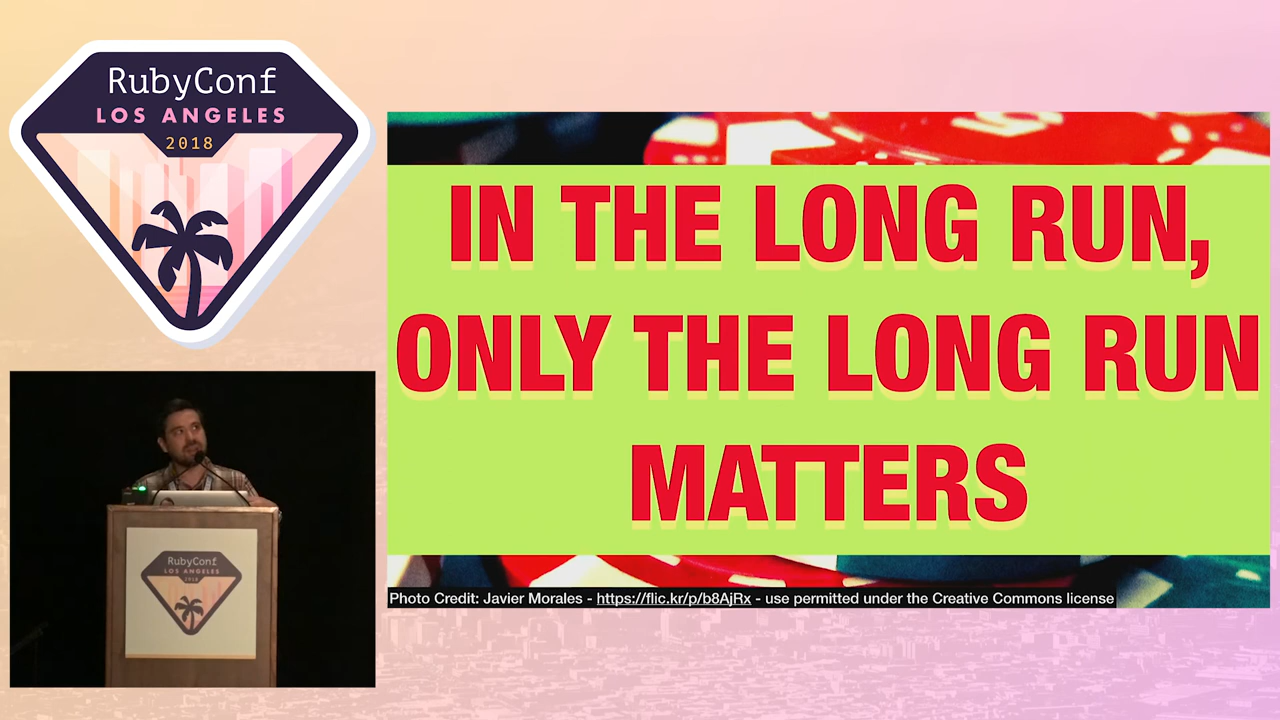 RubyConf
LOS ANGELES
2018
IN THE LONG RUN,
ONLY THE LONG RUN
MATTERS
Photo Credit: Javier Morales - https://flic.kr/p/b8AjRx - use permitted under the Creative Commons license
RubyConf
LOS ANGELES
2018